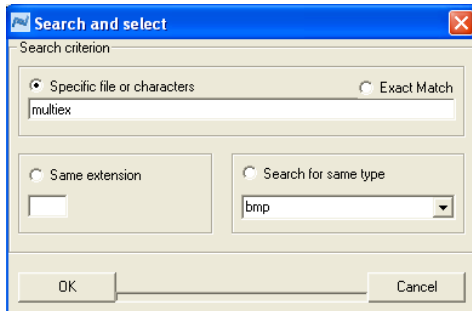 Search and select
Search criterion
Specific file or characters
Exact Match
multiex
Same extension
Search for same type
bmp
OK
Cancel